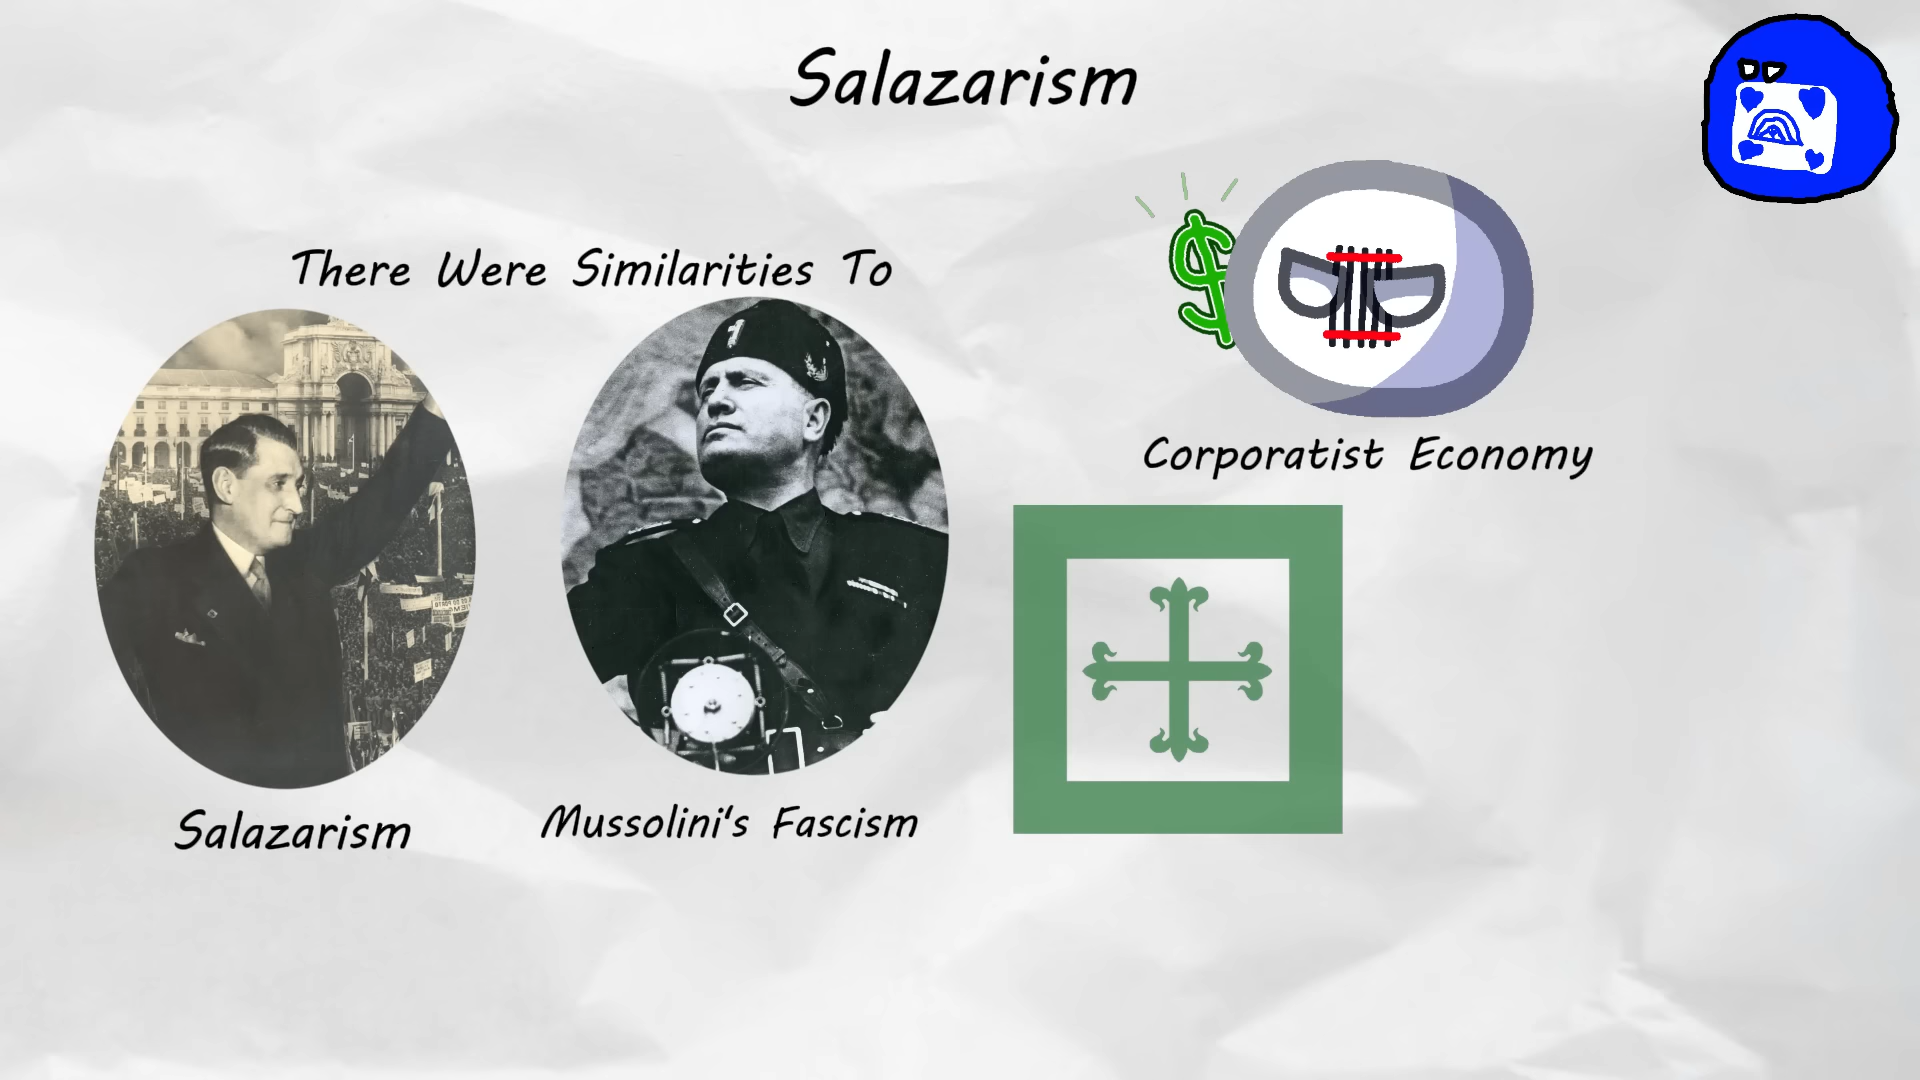 Salazarism
There Were Similarities To
Salazarism
Mussolini's Fascism
Corporatist Economy